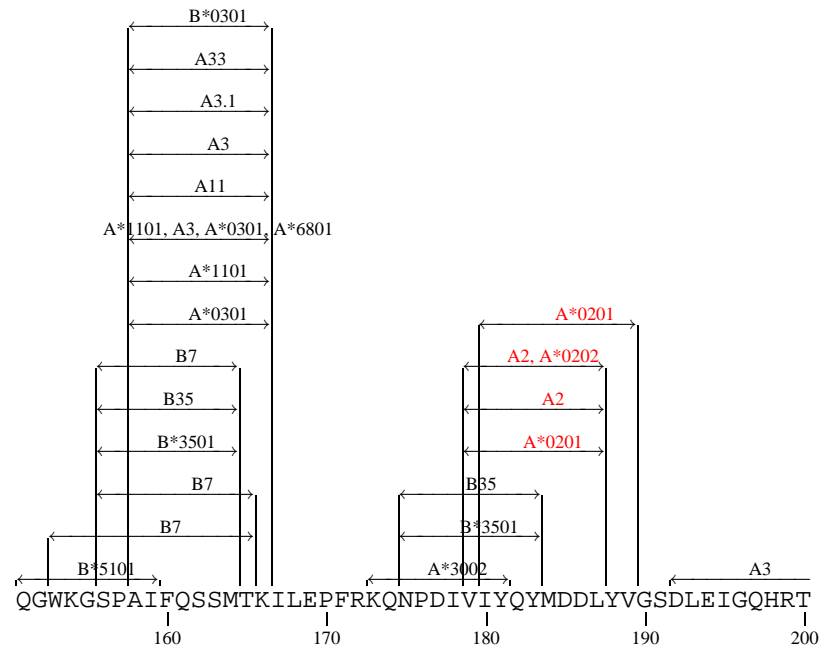 B*0301
A33
A3.1
A3
A11
A*1101, A3, A*0301, A*6801
A*1101
A*0301 A*0201
B7 A2, A*0202
B35 A2
B*3501 A*0201
B7 B35
B7 B*3501
B*5101 A*3002 A3
QGWKGSPAIFQSSMTKILEPFRKQNPDIVIYQYMDDLYVGSDLEIGQHRT
160 170 180 190 200